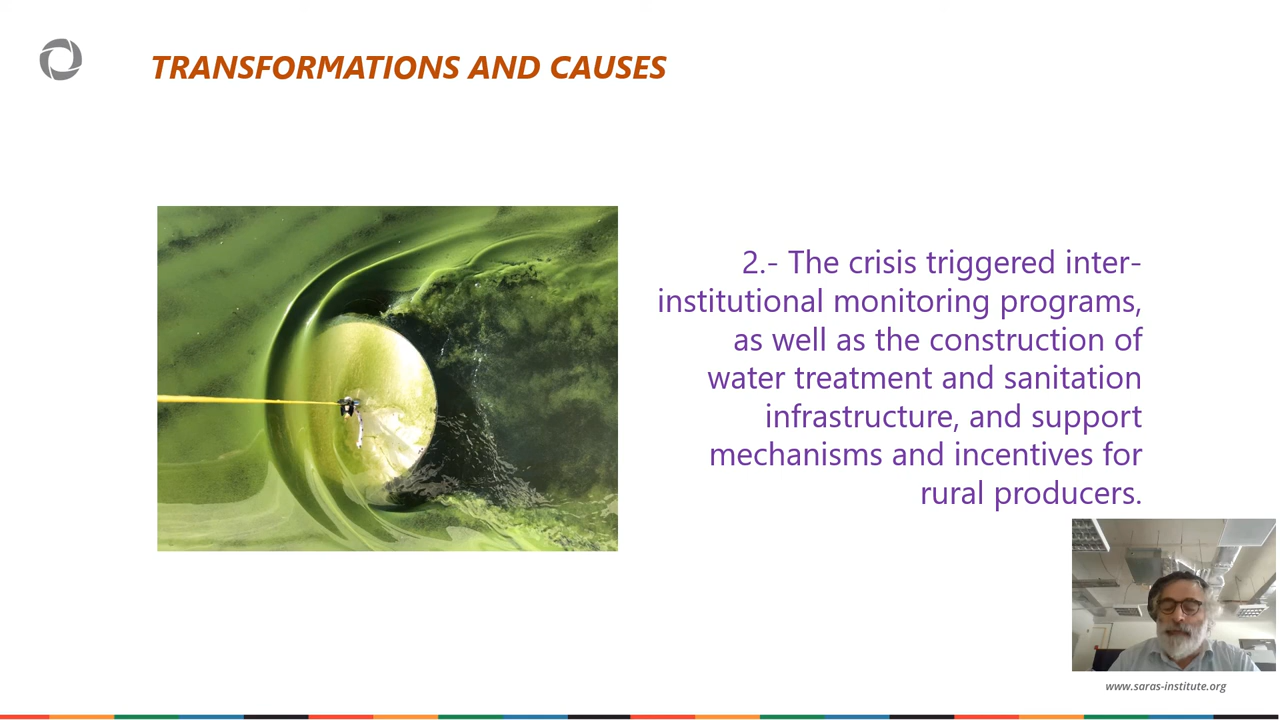 TRANSFORMATIONS AND CAUSES
2.- The crisis triggered inter-
institutional monitoring programs,
as well as the construction of
water treatment and sanitation
infrastructure, and support
mechanisms and incentives for
rural producers.
www.saras-institute.org